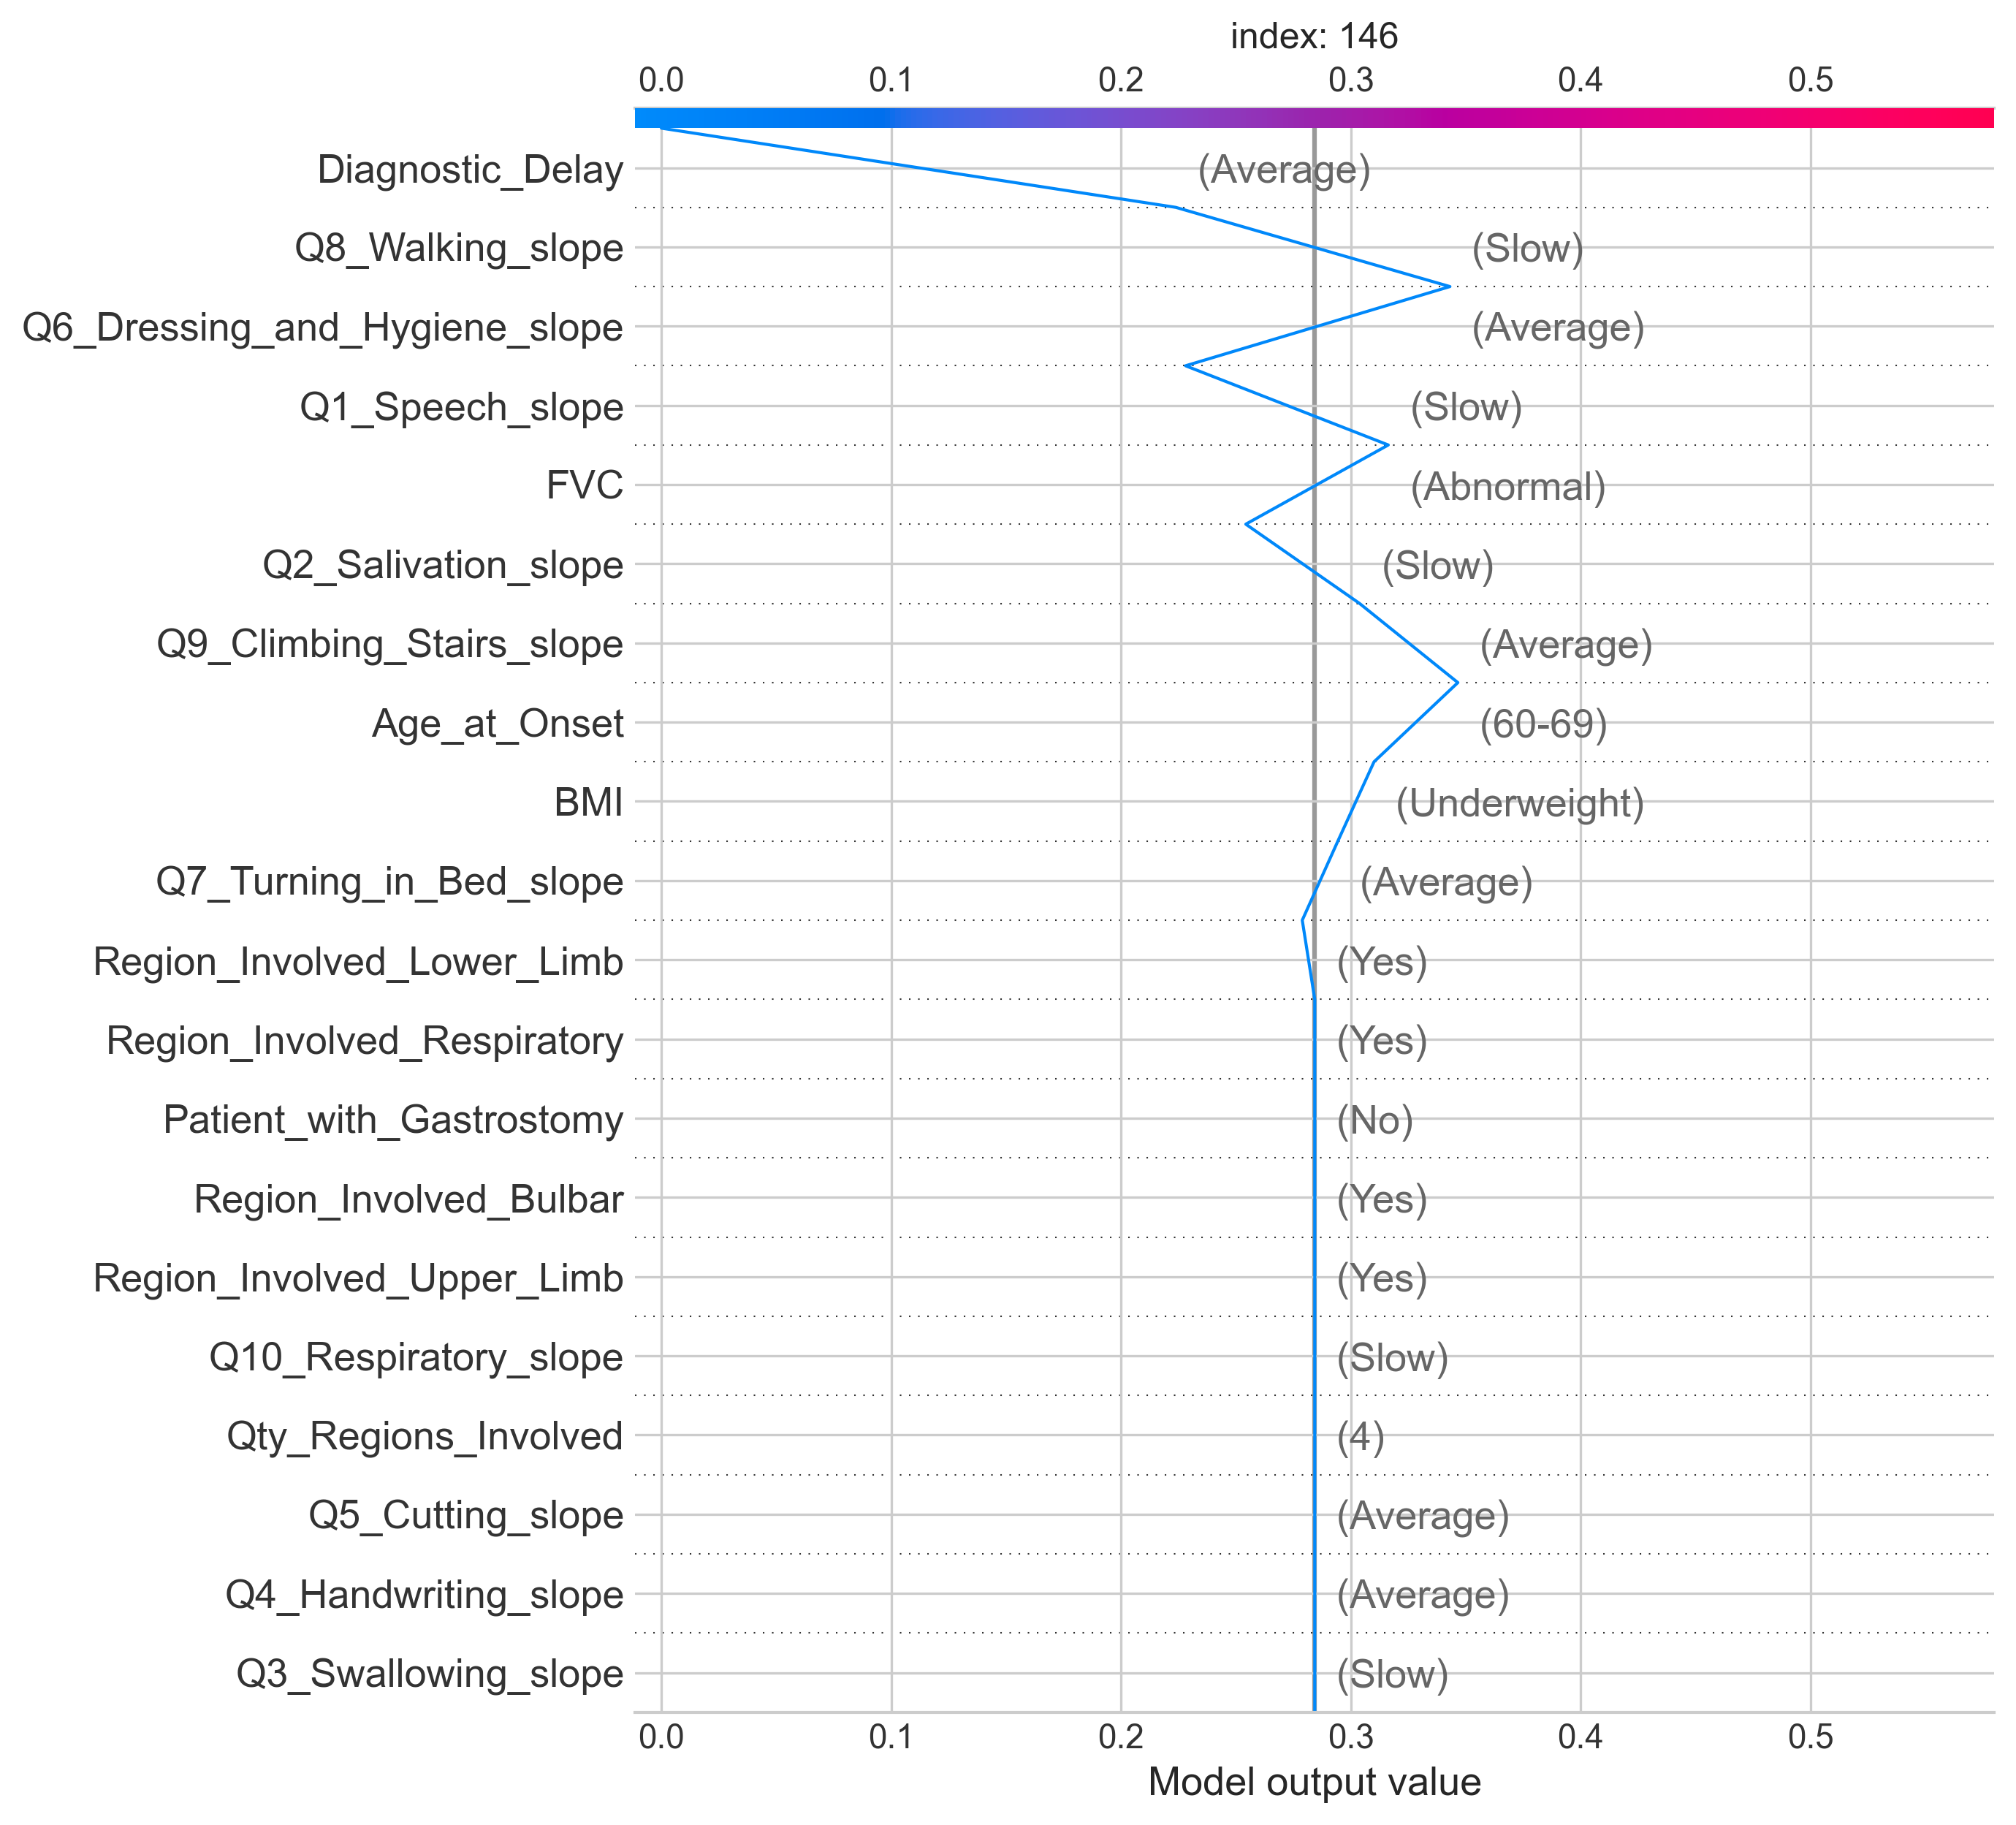 index: 146
0.0 0.1 0.2 0.3 0.4 0.5
Diagnostic_Delay (Average)
Q8_Walking_slope (Slow)
Q6_Dressing_and_Hygiene_slope (Average)
Q1_Speech_slope (Slow)
FVC (Abnormal)
Q2_Salivation_slope (Slow)
Q9_Climbing_Stairs_slope (Average)
Age_at_Onset (60-69)
BMI (Underweight)
Q7_Turning_in_Bed_slope (Average)
Region_Involved_Lower_Limb (Yes)
Region_Involved_Respiratory (Yes)
Patient_with_Gastrostomy (No)
Region_Involved_Bulbar (Yes)
Region_Involved_Upper_Limb (Yes)
Q10_Respiratory_slope (Slow)
Qty_Regions_Involved (4)
Q5_Cutting_slope (Average)
Q4_Handwriting_slope (Average)
Q3_Swallowing_slope (Slow)
0.0 0.1 0.2 0.3 0.4 0.5
Model output value